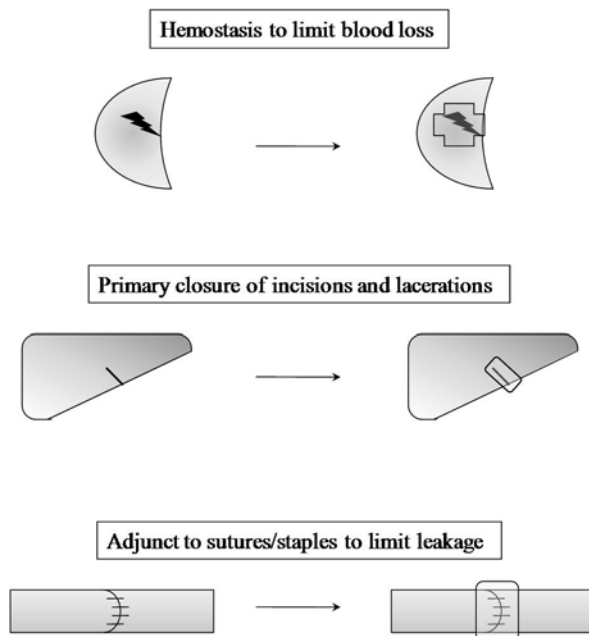 Hemostasis to limit blood loss
Primary closure of incisions and lacerations
Adjunct to sutures/staples to limit leakage